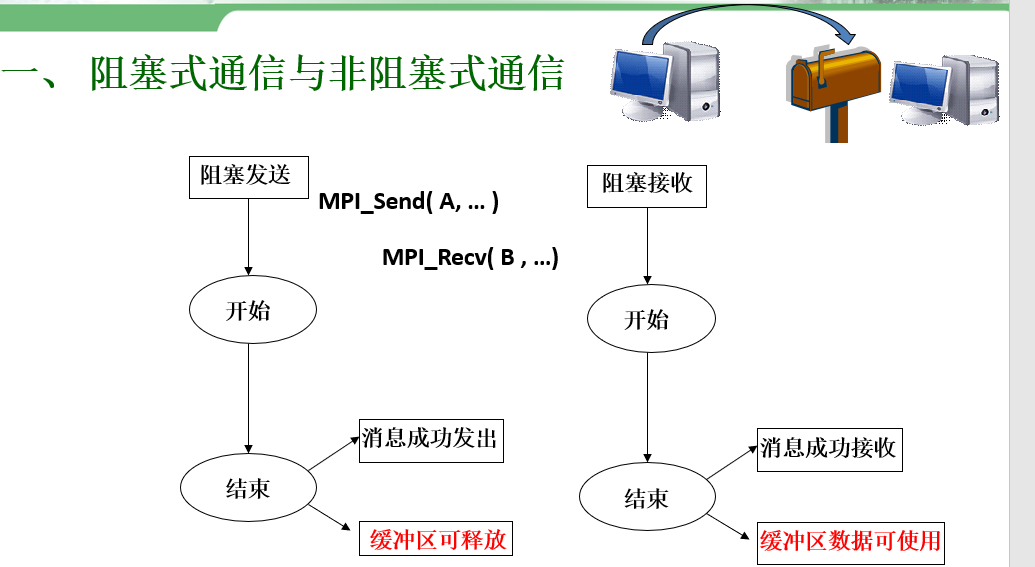 一、 阻塞式通信与非阻塞式通信
阻塞发送
MPI_Send( A, ... )
MPI_Recv( B , ...)
开始
结束
消息成功发出
缓冲区可释放
阻塞接收
开始
结束
消息成功接收
缓冲区数据可使用